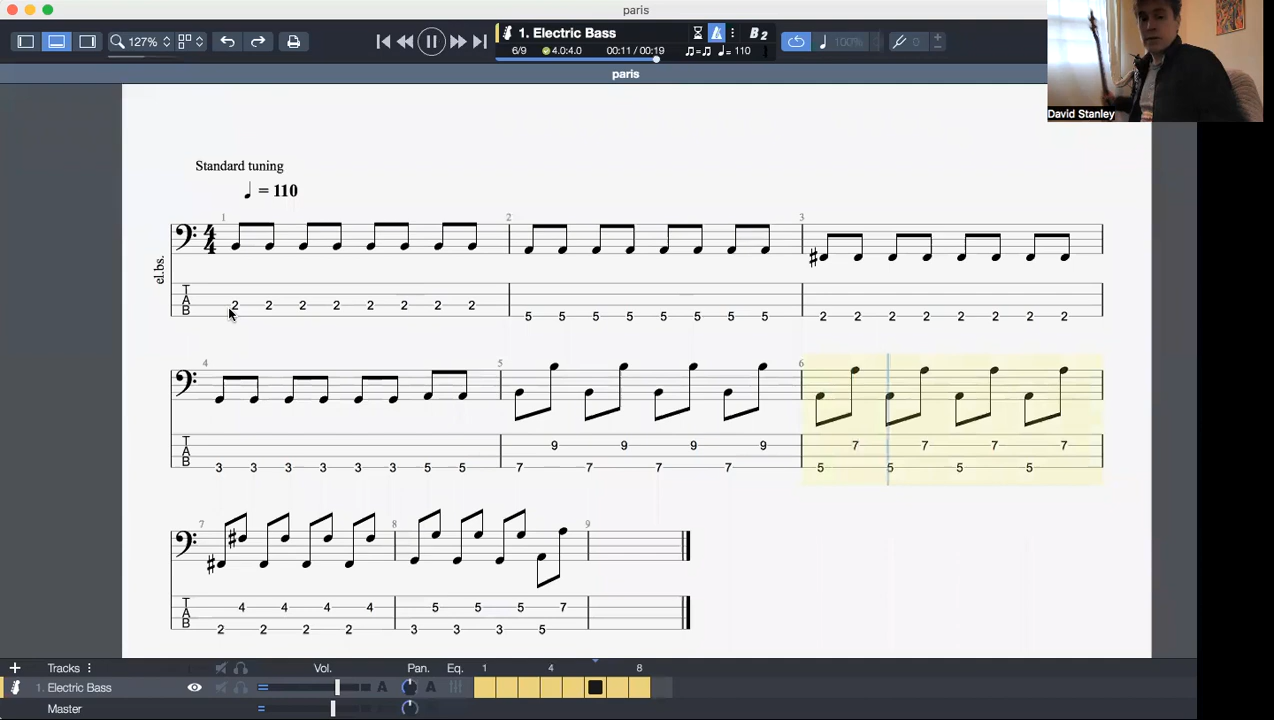 paris
127%
1. Electric Bass
6/9 4.0:4.0 00:11 / 00:19 = 110
B 2
100%
0
paris
David Stanley
Standard tuning
= 110
1 2 3
4 4
el.bs.
T A B 2 2 2 2 2 2 2 2 5 5 5 5 5 5 5 5 2 2 2 2 2 2 2 2
4 5 6
9 9 9 9 7 7 7 7
3 3 3 3 3 3 5 5 7 7 7 7 5 5 5 5
7 8 9
T A B 4 4 4 4 5 5 5 7
2 2 2 2 3 3 3 5
Tracks Vol. Pan. Eq. 1 4 8
1. Electric Bass A A
Master